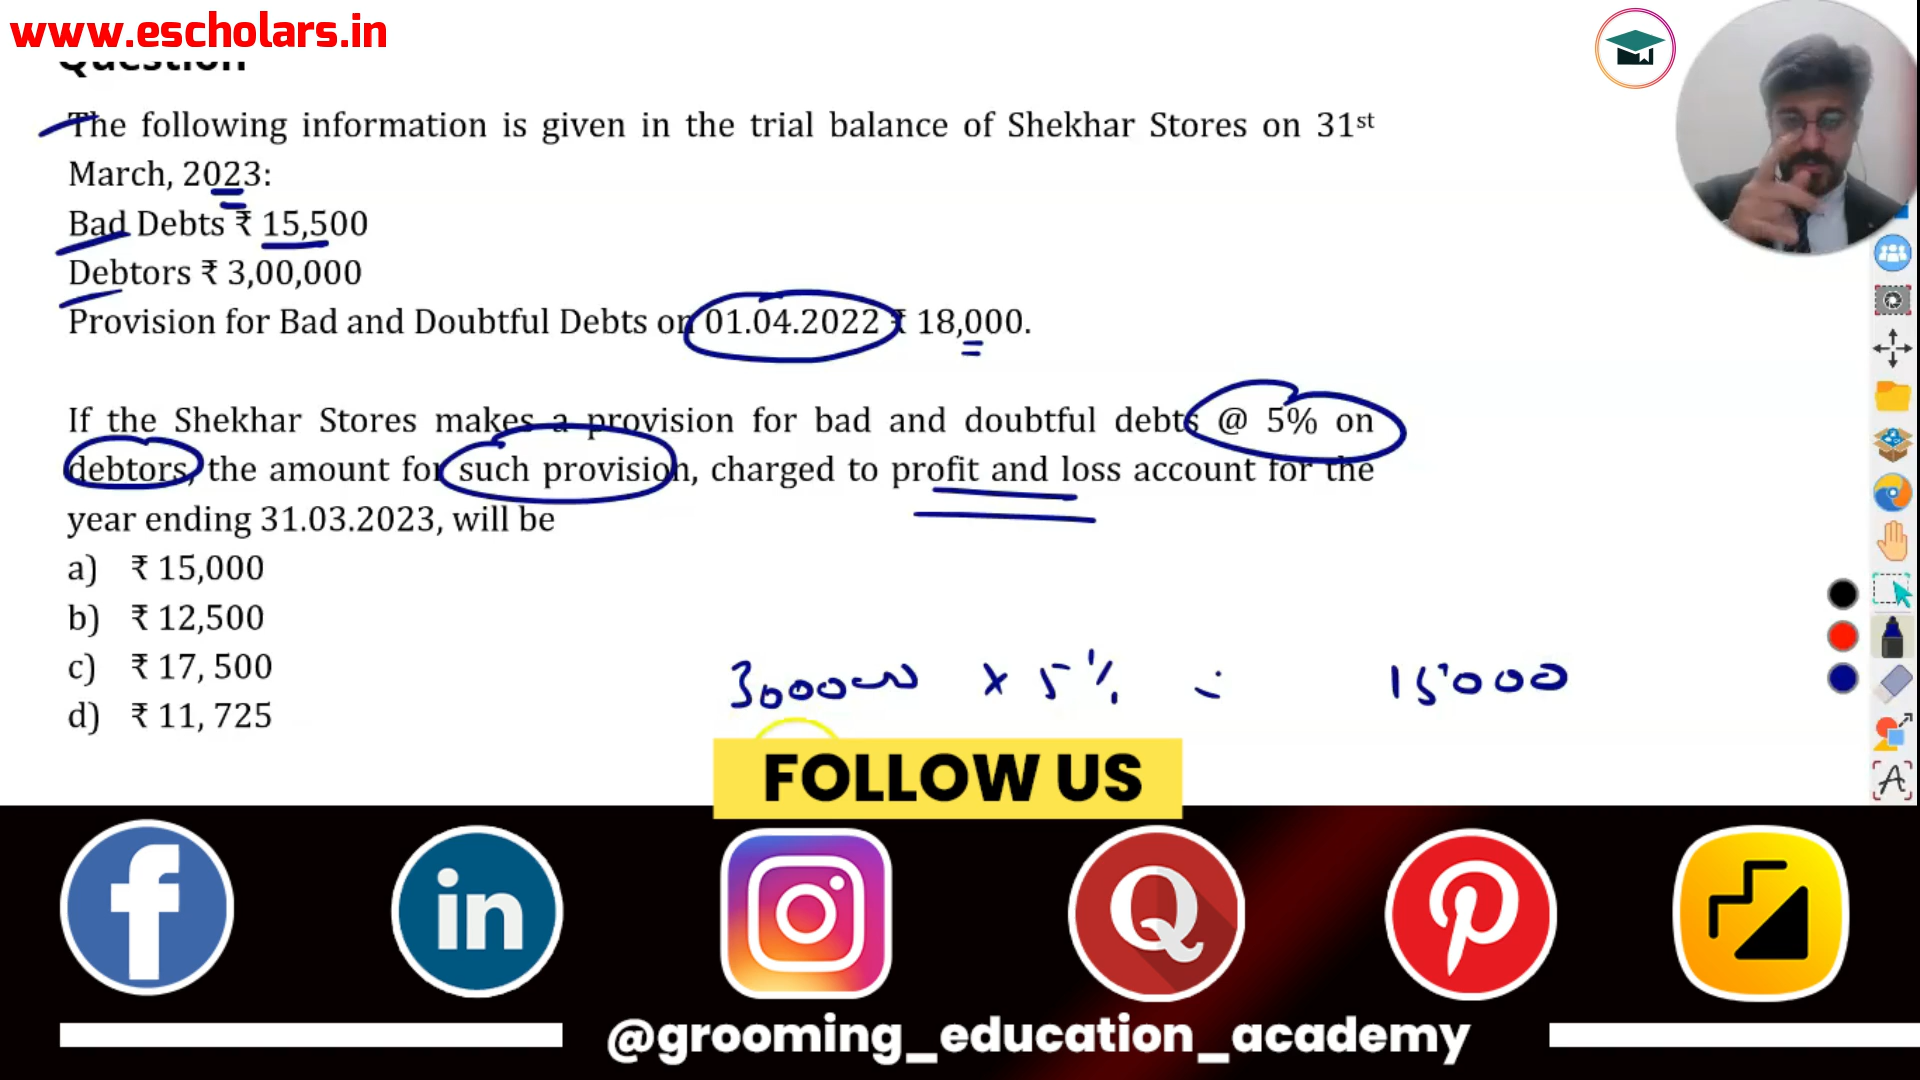 www.escholars.in
Question
The following information is given in the trial balance of Shekhar Stores on 31st
March, 2023:
Bad Debts ₹ 15,500
Debtors ₹ 3,00,000
Provision for Bad and Doubtful Debts on 01.04.2022 ₹ 18,000.
If the Shekhar Stores makes a provision for bad and doubtful debts @ 5% on
debtors, the amount for such provision, charged to profit and loss account for the
year ending 31.03.2023, will be
a) ₹ 15,000
b) ₹ 12,500
c) ₹ 17, 500
d) ₹ 11, 725
300000 x 5% = 15000
FOLLOW US
@grooming_education_academy